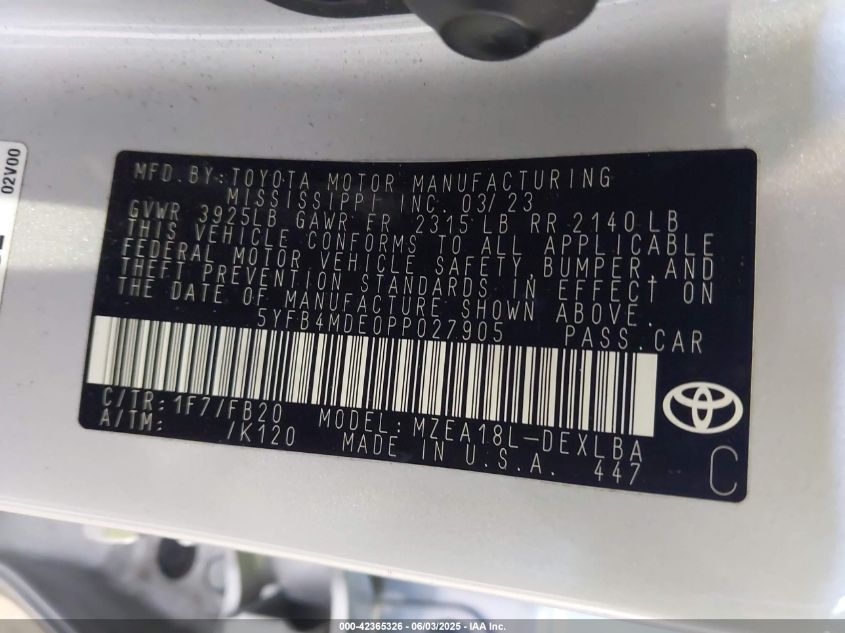 02V00
MFD.BY:TOYOTA MOTOR MANUFACTURING
MISSISSIPPI INC. 03/23
GVWR 3925LB GAWR FR 2315 LB RR 2140 LB
THIS VEHICLE CONFORMS TO ALL APPLICABLE
FEDERAL MOTOR VEHICLE SAFETY, BUMPER, AND
THEFT PREVENTION STANDARDS IN EFFECT ON
THE DATE OF MANUFACTURE SHOWN ABOVE.
5YFB4MDE0PP027905 PASS.CAR
C/TR:1F7/FB20 MODEL:MZEA18L-DEXLBA
A/TM: /K120 MADE IN U.S.A. 447
C
000-42365326 - 06/03/2025 - IAA Inc.